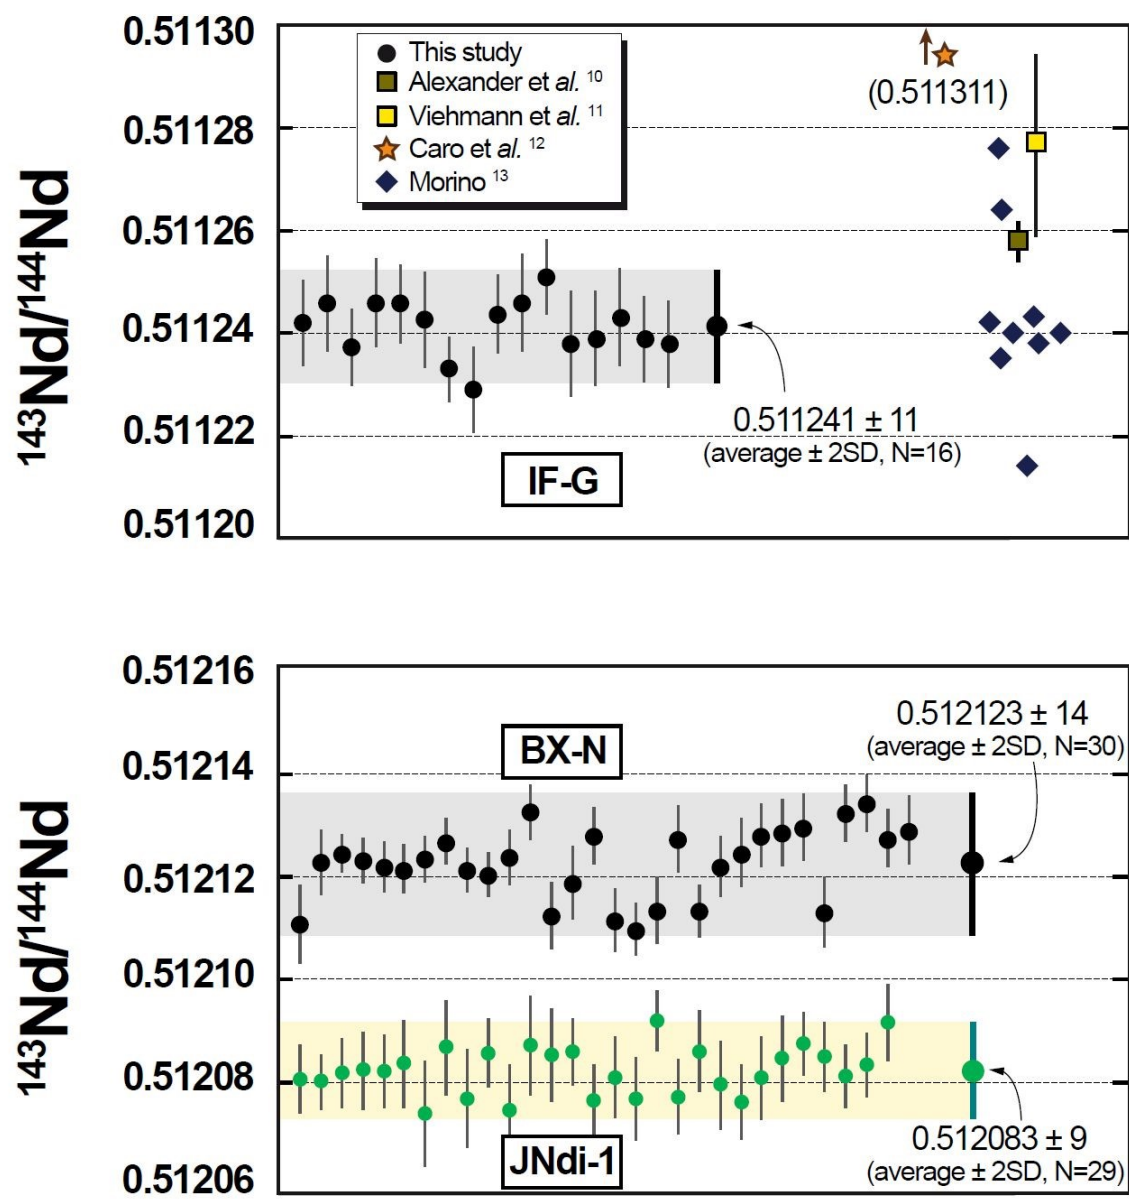 143Nd/144Nd
0.51130
0.51128
0.51126
0.51124
0.51122
0.51120
This study
Alexander et al. 10
Viehmann et al. 11
Caro et al. 12
Morino 13
(0.511311)
0.511241 ± 11
(average ± 2SD, N=16)
IF-G
143Nd/144Nd
0.51216
0.51214
0.51212
0.51210
0.51208
0.51206
BX-N
0.512123 ± 14
(average ± 2SD, N=30)
0.512083 ± 9
(average ± 2SD, N=29)
JNdi-1